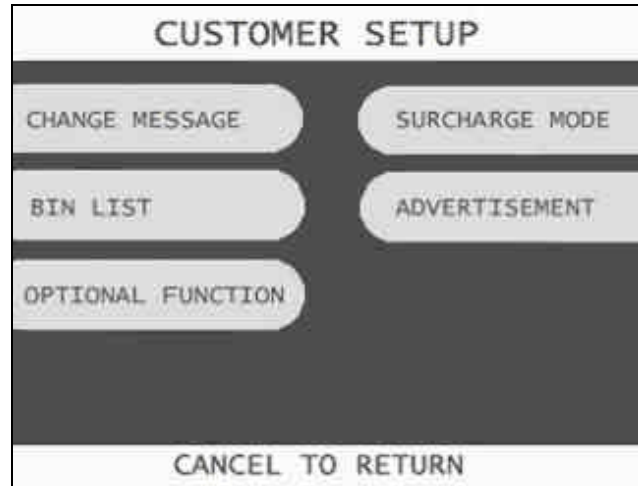 CUSTOMER SETUP
CHANGE MESSAGE
SURCHARGE MODE
BIN LIST
ADVERTISEMENT
OPTIONAL FUNCTION
CANCEL TO RETURN